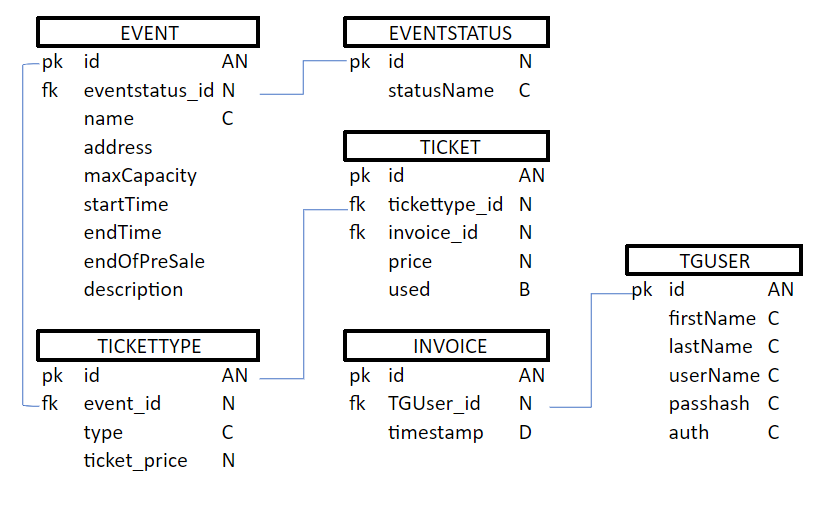 EVENT
pk id AN
fk eventstatus_id N
name C
address
maxCapacity
startTime
endTime
endOfPreSale
description
EVENTSTATUS
pk id N
statusName C
TICKET
pk id AN
fk tickettype_id N
fk invoice_id N
price N
used B
TGUSER
pk id AN
firstName C
lastName C
userName C
passhash C
auth C
TICKETTYPE
pk id AN
fk event_id N
type C
ticket_price N
INVOICE
pk id AN
fk TGUser_id N
timestamp D